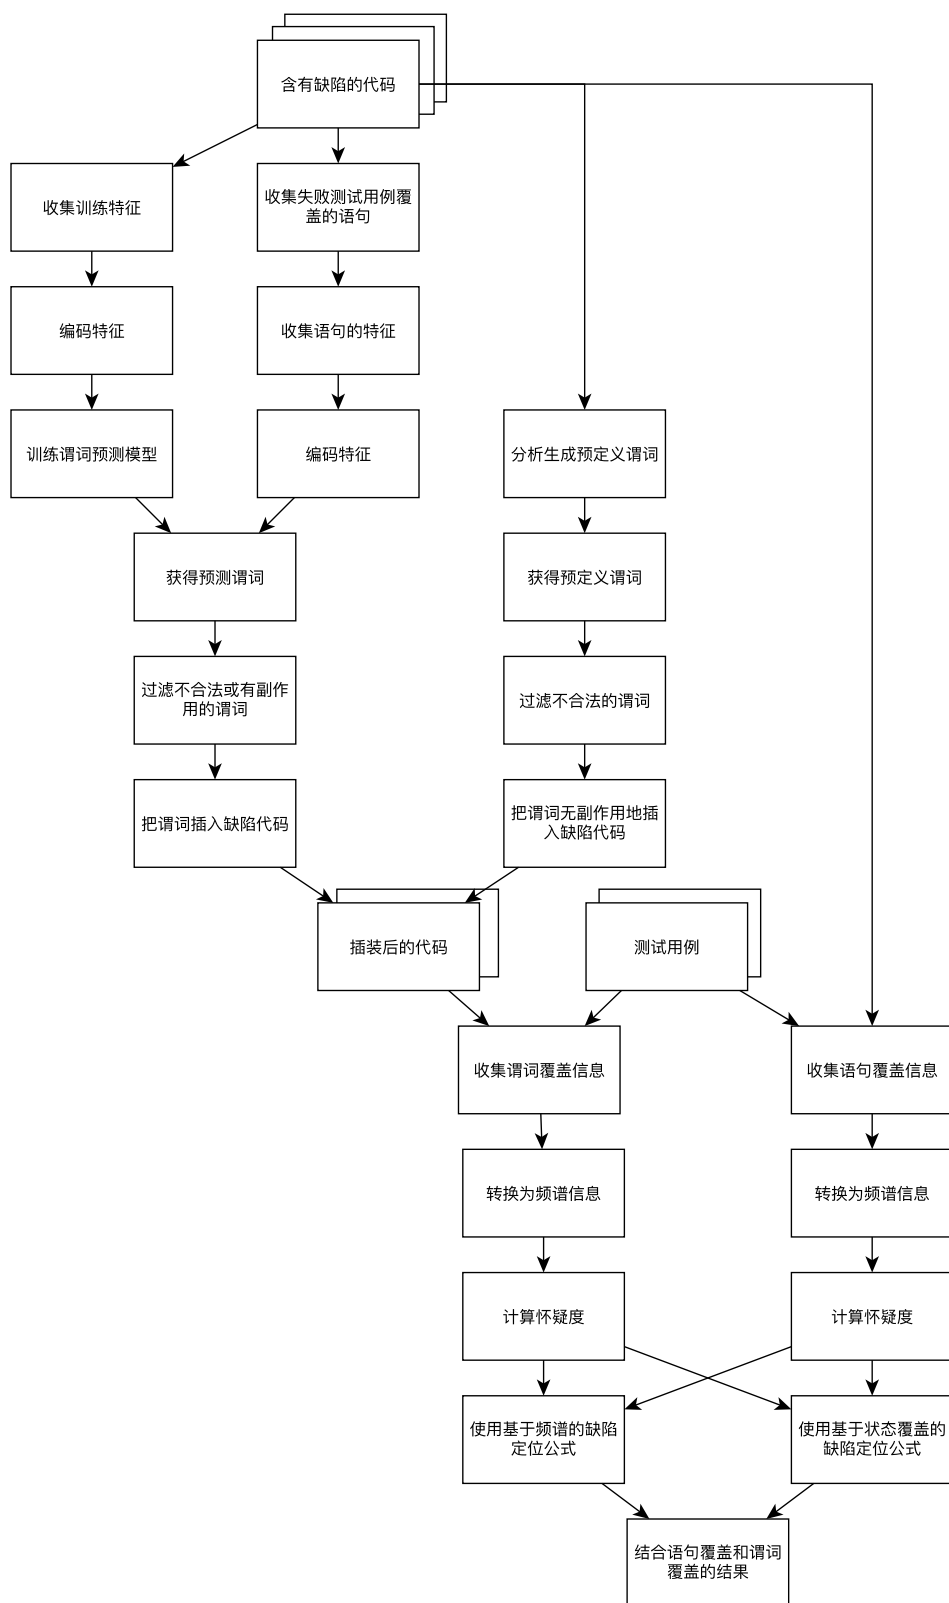 含有缺陷的代码
收集训练特征
收集失败测试用例覆
盖的语句
编码特征
收集语句的特征
训练谓词预测模型
编码特征
分析生成预定义谓词
获得预测谓词
获得预定义谓词
过滤不合法或有副作
用的谓词
过滤不合法的谓词
把谓词插入缺陷代码
把谓词无副作用地插
入缺陷代码
插装后的代码
测试用例
收集谓词覆盖信息
收集语句覆盖信息
转换为频谱信息
转换为频谱信息
计算怀疑度
计算怀疑度
使用基于频谱的缺陷
定位公式
使用基于状态覆盖的
缺陷定位公式
结合语句覆盖和谓词
覆盖的结果